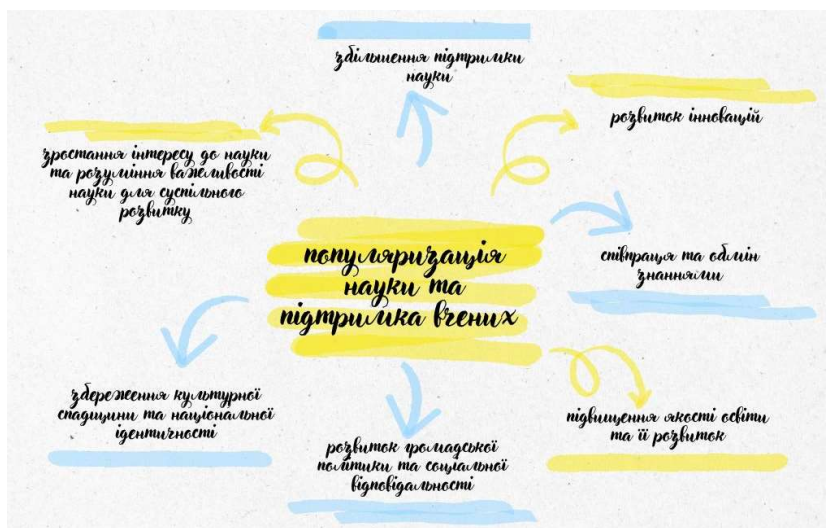 збільшення підтримки
науки
розвиток інновацій
зростання інтересу до науки
та розуміння важливості
науки для суспільного
розвитку
популяризація
науки та
підтримка вчених
співпраця та обмін
знаннями
збереження культурної
спадщини та національної
ідентичності
розвиток громадської
політики та соціальної
відповідальності
підвищення якості освіти
та її розвиток